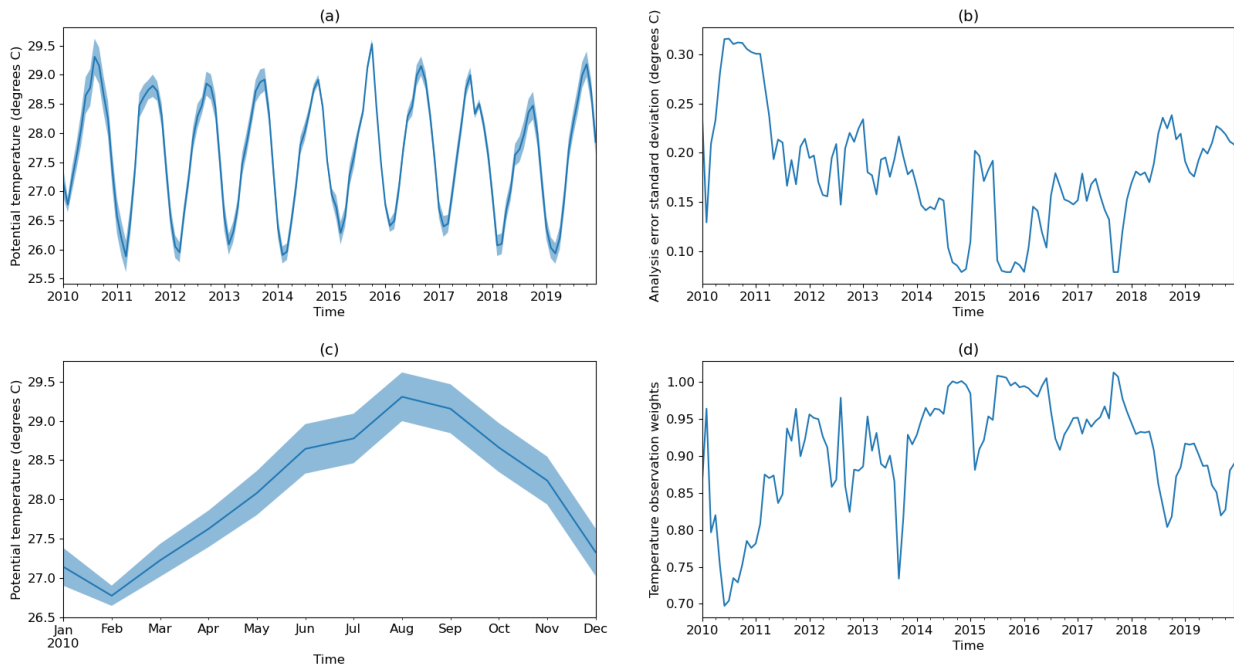 (a)
Potential temperature (degrees C)
29.5
29.0
28.5
28.0
27.5
27.0
26.5
26.0
25.5
2010 2011 2012 2013 2014 2015 2016 2017 2018 2019
Time
(b)
Analysis error standard deviation (degrees C)
0.30
0.25
0.20
0.15
0.10
2010 2011 2012 2013 2014 2015 2016 2017 2018 2019
Time
(c)
Potential temperature (degrees C)
29.5
29.0
28.5
28.0
27.5
27.0
26.5
Jan Feb Mar Apr May Jun Jul Aug Sep Oct Nov Dec
2010
Time
(d)
Temperature observation weights
1.00
0.95
0.90
0.85
0.80
0.75
0.70
2010 2011 2012 2013 2014 2015 2016 2017 2018 2019
Time